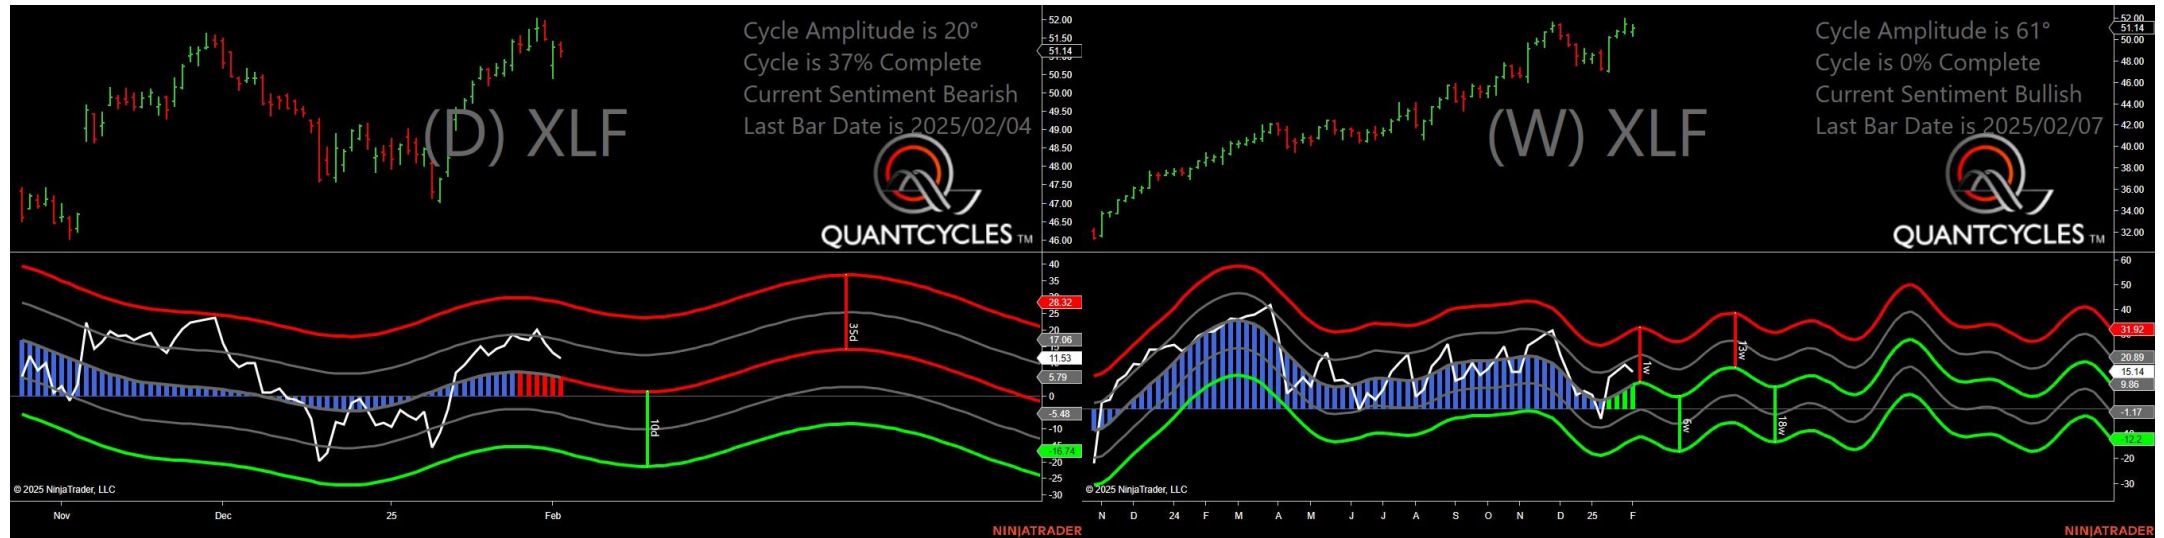 Cycle Amplitude is 20°
Cycle is 37% Complete
Current Sentiment Bearish
Last Bar Date is 2025/02/04
(D) XLF
QUANTCYCLES TM
52.00
51.50
51.14
50.50
50.00
49.50
49.00
48.50
48.00
47.50
47.00
46.50
46.00
40
35
28.32
25
20
17.06
11.53
5.79
0
-5.48
-10
-16.74
-20
-25
-30
35d
10d
© 2025 NinjaTrader, LLC
Nov
Dec
25
Feb
NINJATRADER
Cycle Amplitude is 61°
Cycle is 0% Complete
Current Sentiment Bullish
Last Bar Date is 2025/02/07
(W) XLF
QUANTCYCLES TM
52.00
51.14
50.00
48.00
46.00
44.00
42.00
40.00
38.00
36.00
34.00
32.00
60
50
40
31.92
20.89
15.14
9.86
-1.17
-12.2
-20
-30
1w
13w
6w
18w
© 2025 NinjaTrader, LLC
N D 24 F M A M J J A S O N D 25 F
NINJATRADER